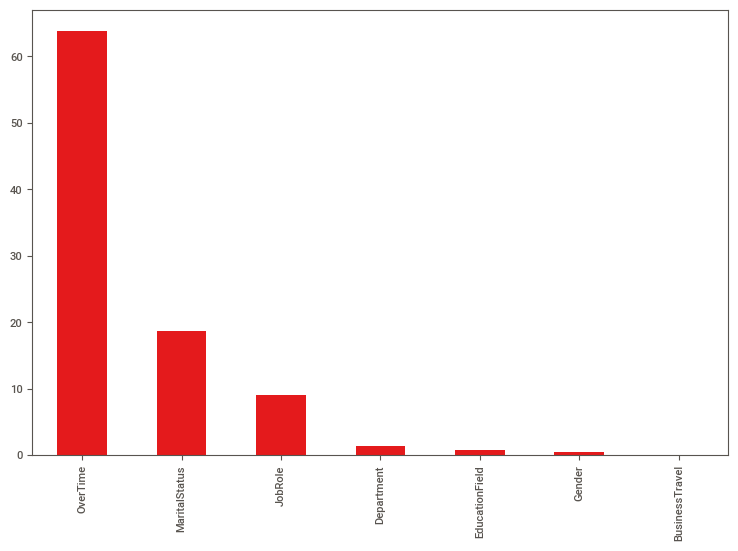 60
50
40
30
20
10
0
OverTime
MaritalStatus
JobRole
Department
EducationField
Gender
BusinessTravel